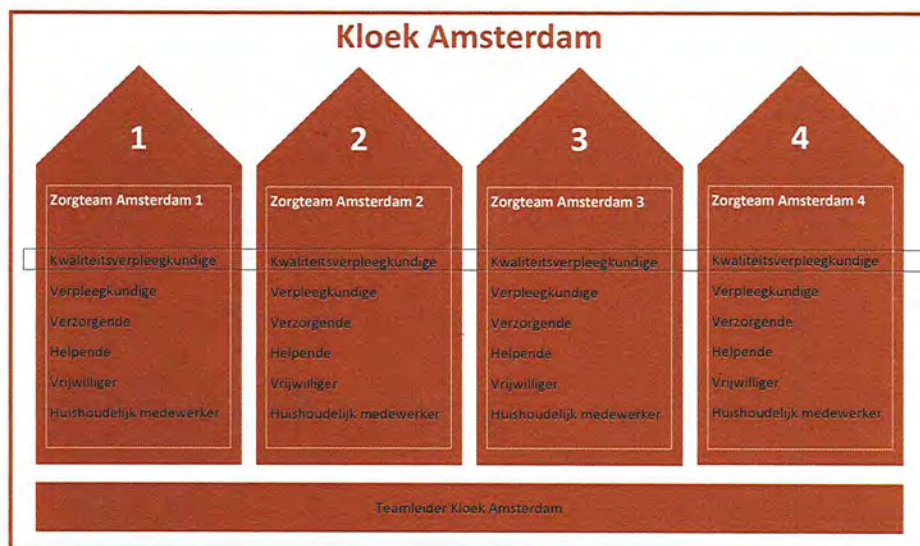 Kloek Amsterdam
1
Zorgteam Amsterdam 1
Kwaliteitsverpleegkundige
Verpleegkundige
Verzorgende
Helpende
Vrijwilliger
Huishoudelijk medewerker
2
Zorgteam Amsterdam 2
Kwaliteitsverpleegkundige
Verpleegkundige
Verzorgende
Helpende
Vrijwilliger
Huishoudelijk medewerker
3
Zorgteam Amsterdam 3
Kwaliteitsverpleegkundige
Verpleegkundige
Verzorgende
Helpende
Vrijwilliger
Huishoudelijk medewerker
4
Zorgteam Amsterdam 4
Kwaliteitsverpleegkundige
Verpleegkundige
Verzorgende
Helpende
Vrijwilliger
Huishoudelijk medewerker
Teamleider Kloek Amsterdam